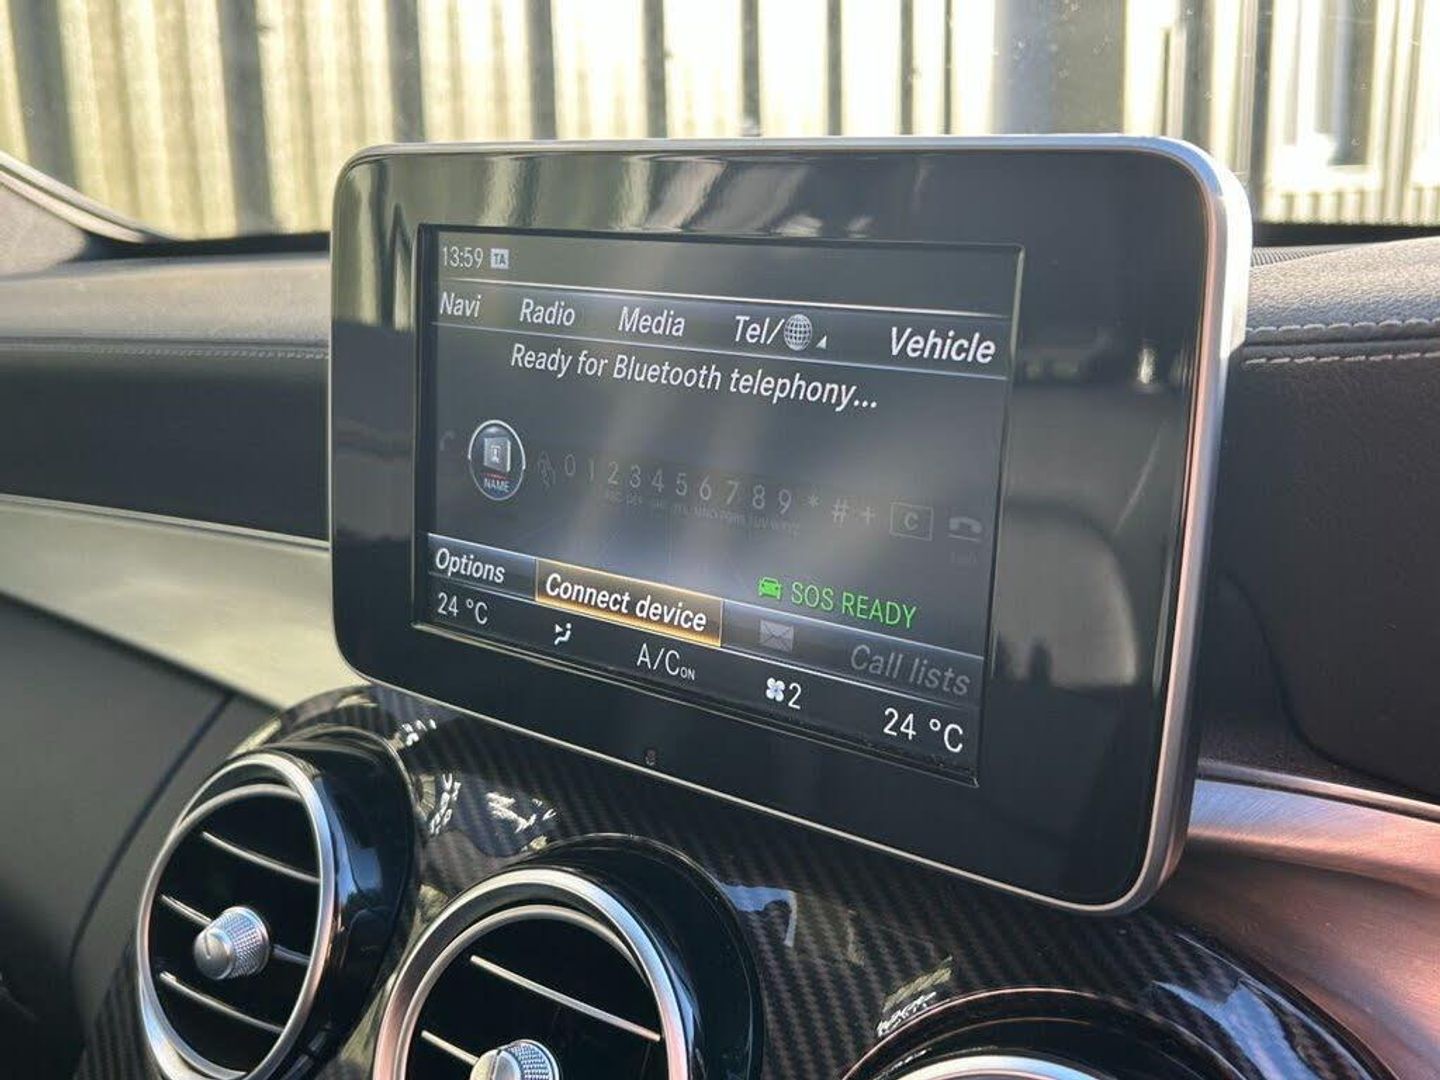 13:59 TA
Navi Radio Media Tel/ Vehicle
Ready for Bluetooth telephony...
NAME 0 1 2 3 4 5 6 7 8 9 * # + C
SOS READY
Options Connect device Call lists
24 °C A/C ON 2 24 °C